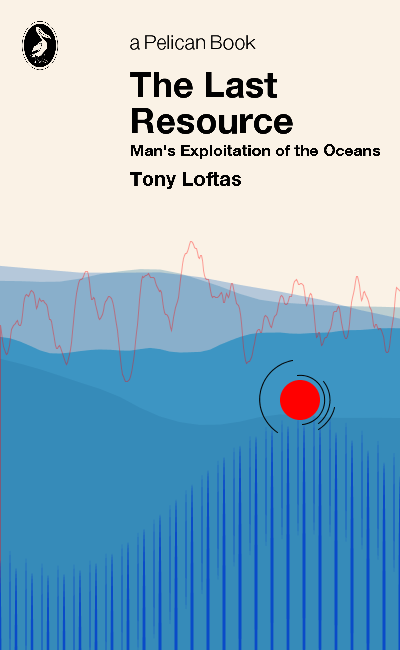 a Pelican Book
The Last
Resource
Man's Exploitation of the Oceans
Tony Loftas